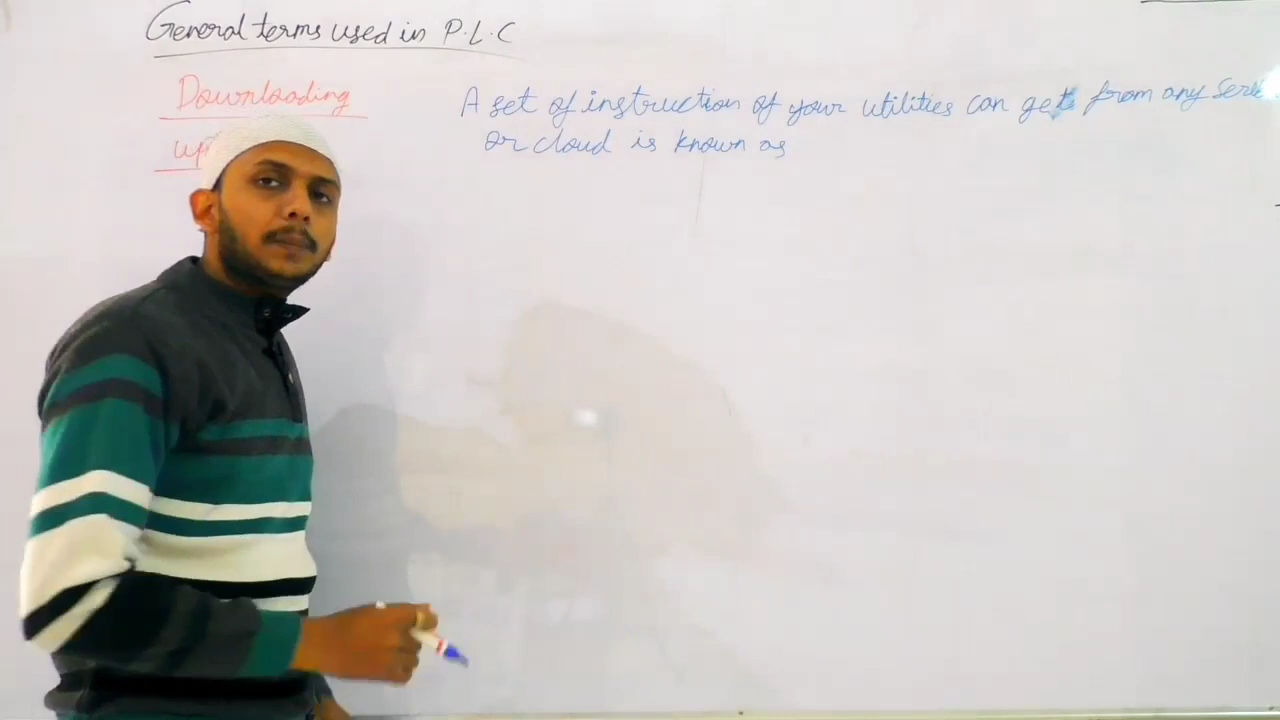 General terms used in P.L.C
Downloading
A set of instruction of your utilities can get from any
or cloud is known as